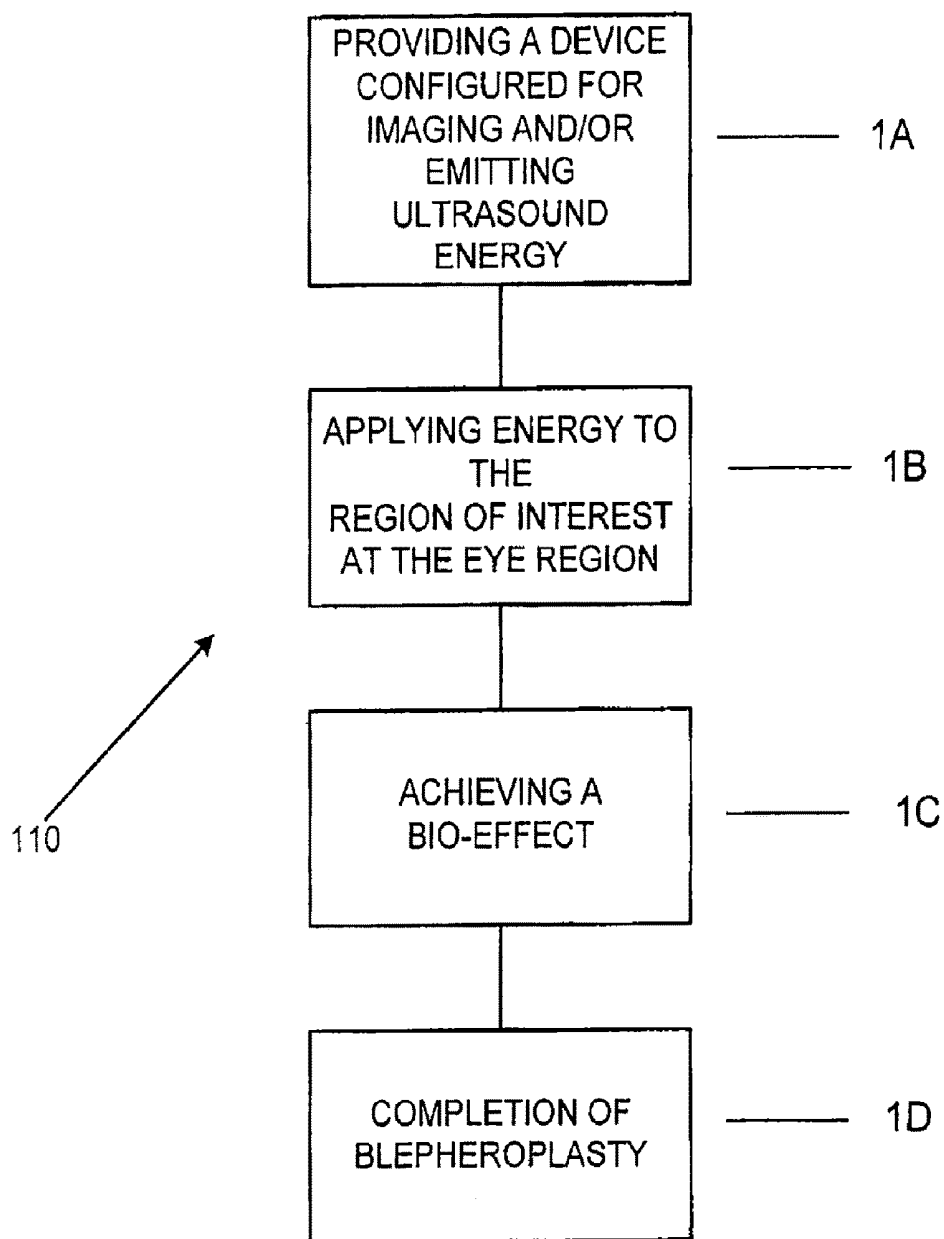 PROVIDING A DEVICE
CONFIGURED FOR
IMAGING AND/OR
EMITTING
ULTRASOUND
ENERGY
1A
APPLYING ENERGY TO
THE
REGION OF INTEREST
AT THE EYE REGION
1B
110
ACHIEVING A
BIO-EFFECT
1C
COMPLETION OF
BLEPHEROPLASTY
1D